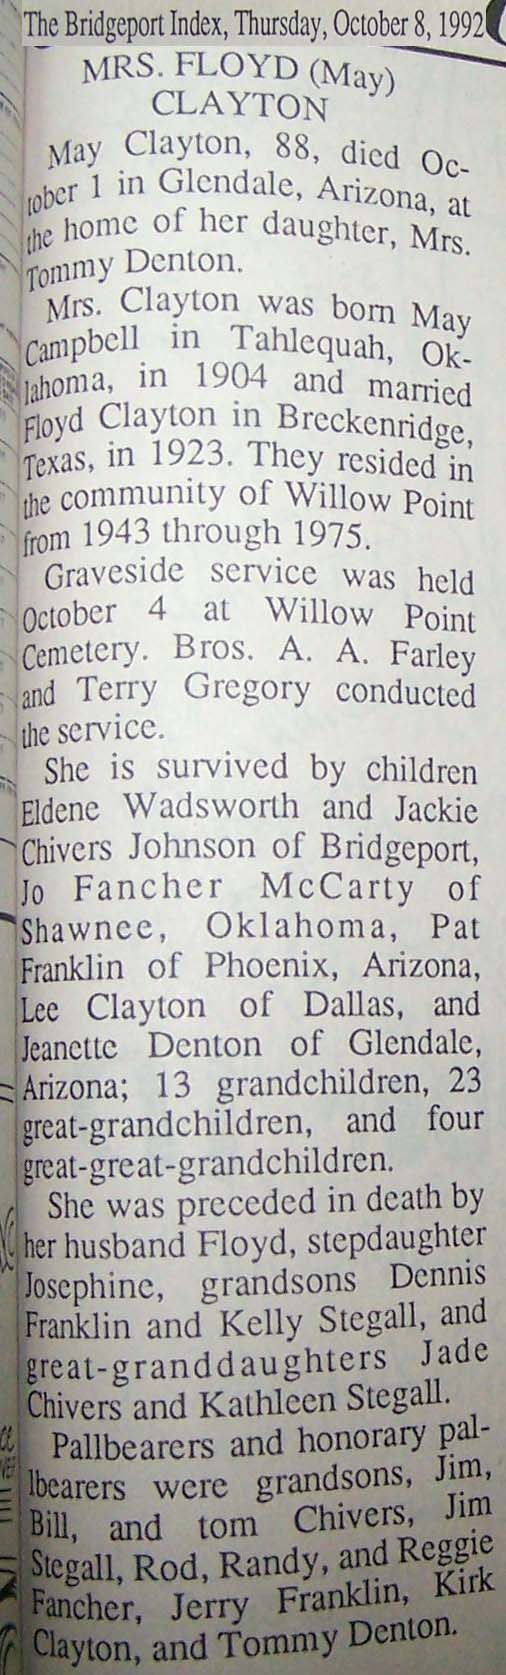 The Bridgeport Index, Thursday, October 8, 1992
MRS. FLOYD (May)
CLAYTON
May Clayton, 88, died Oc-
tober 1 in Glendale, Arizona, at
the home of her daughter, Mrs.
Tommy Denton.
Mrs. Clayton was born May
Campbell in Tahlequah, Ok-
lahoma, in 1904 and married
Floyd Clayton in Breckenridge,
Texas, in 1923. They resided in
the community of Willow Point
from 1943 through 1975.
Graveside service was held
October 4 at Willow Point
Cemetery. Bros. A. A. Farley
and Terry Gregory conducted
the service.
She is survived by children
Eldene Wadsworth and Jackie
Chivers Johnson of Bridgeport,
Jo Fancher McCarty of
Shawnee, Oklahoma, Pat
Franklin of Phoenix, Arizona,
Lee Clayton of Dallas, and
Jeanette Denton of Glendale,
Arizona; 13 grandchildren, 23
great-grandchildren, and four
great-great-grandchildren.
She was preceded in death by
her husband Floyd, stepdaughter
Josephine, grandsons Dennis
Franklin and Kelly Stegall, and
great-granddaughters Jade
Chivers and Kathleen Stegall.
Pallbearers and honorary pal-
lbearers were grandsons, Jim,
Bill, and tom Chivers, Jim
Stegall, Rod, Randy, and Reggie
Fancher, Jerry Franklin, Kirk
Clayton, and Tommy Denton.